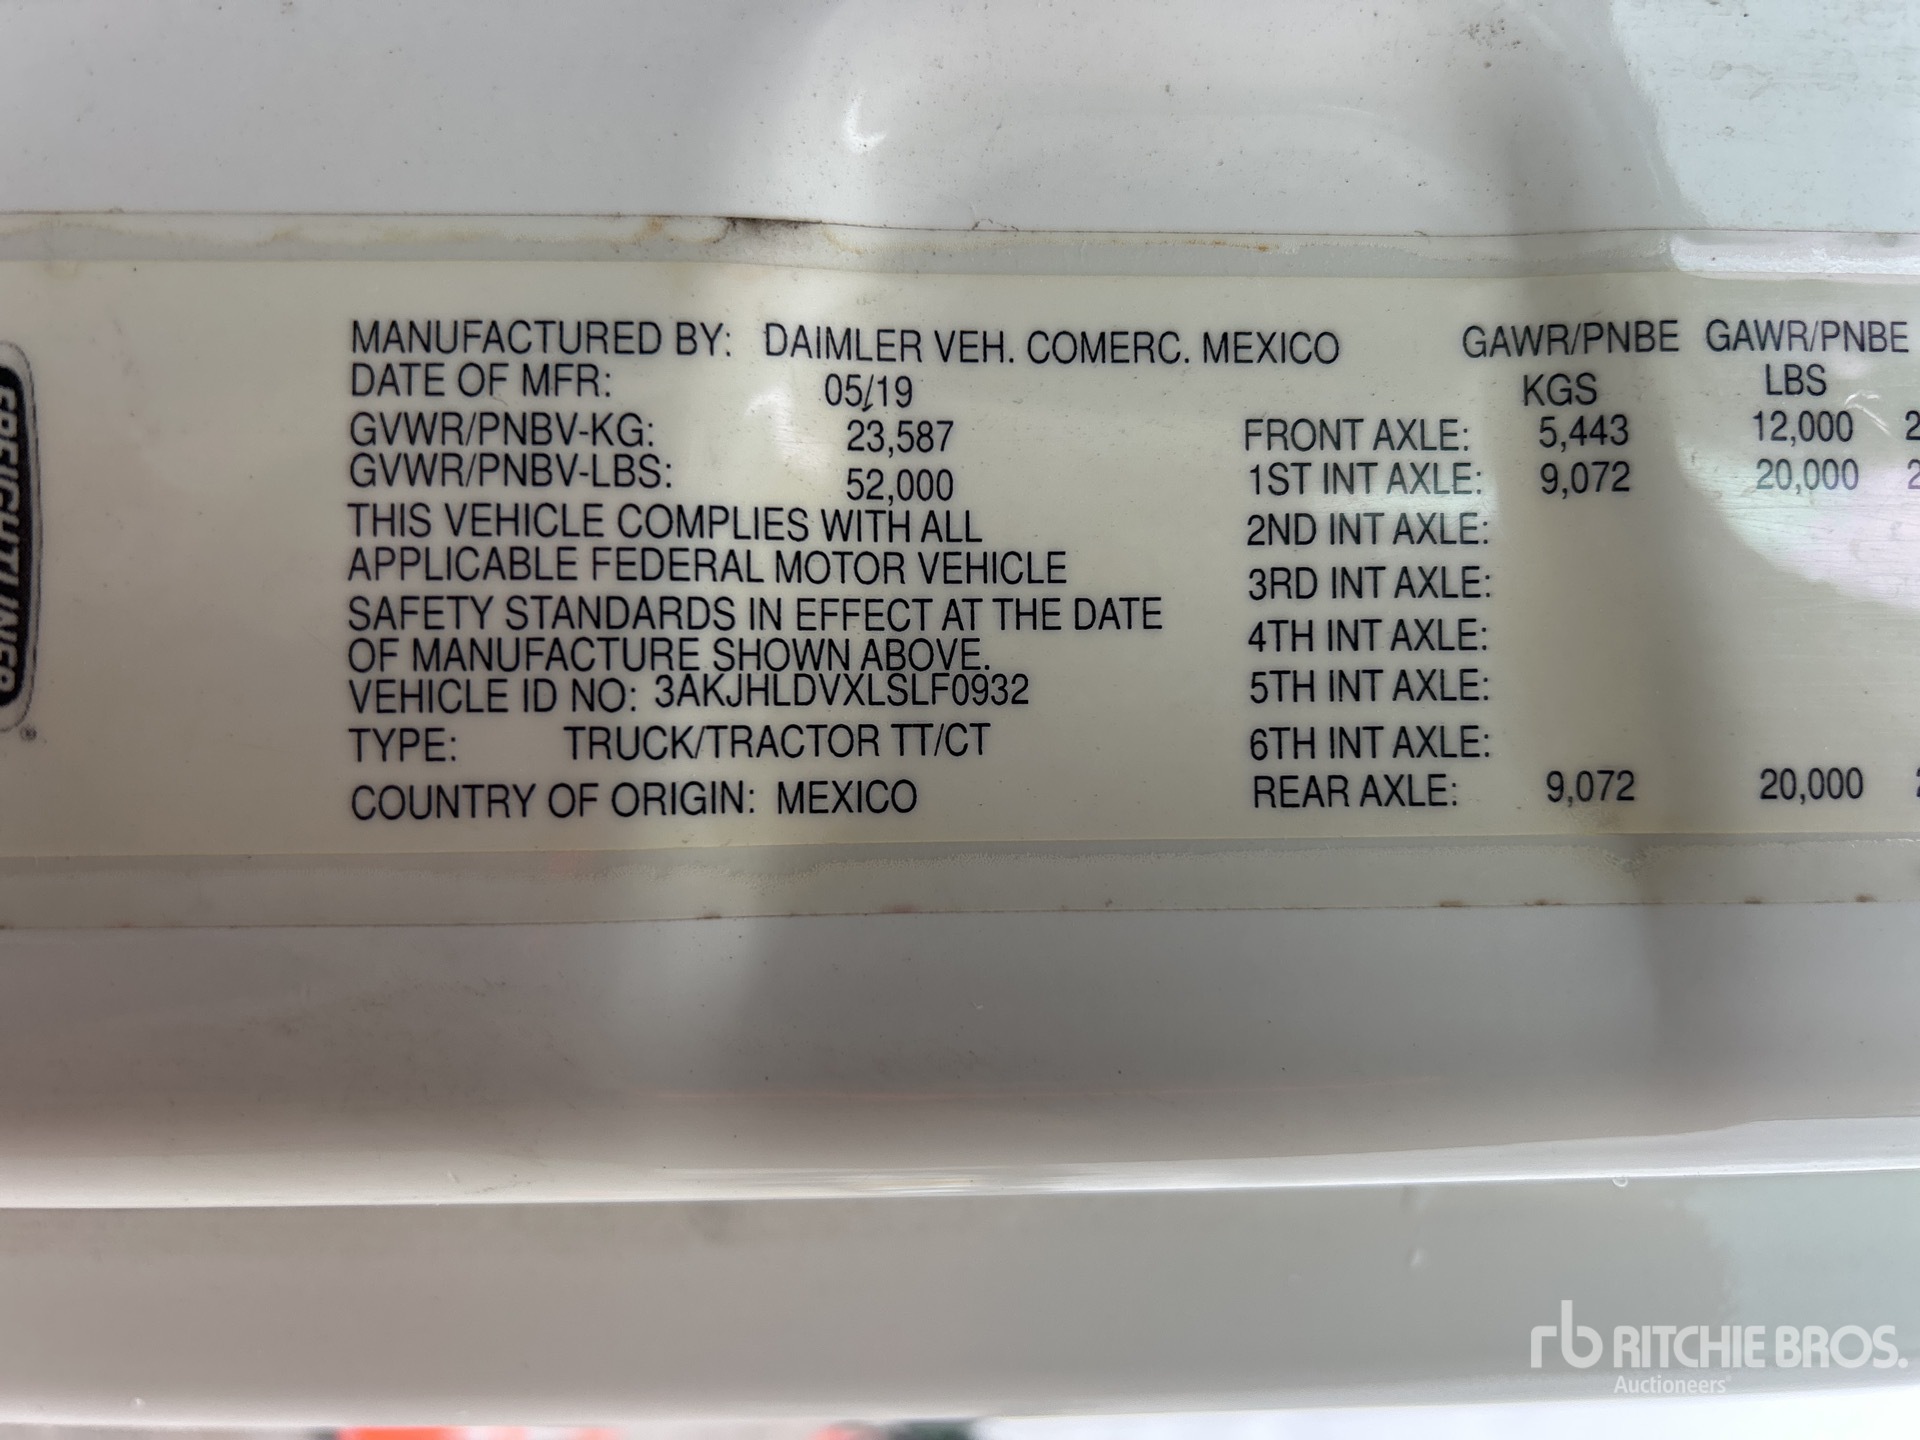 FREIGHTLINER
®
MANUFACTURED BY: DAIMLER VEH. COMERC. MEXICO
DATE OF MFR: 05/19
GVWR/PNBV-KG: 23,587
GVWR/PNBV-LBS: 52,000
THIS VEHICLE COMPLIES WITH ALL
APPLICABLE FEDERAL MOTOR VEHICLE
SAFETY STANDARDS IN EFFECT AT THE DATE
OF MANUFACTURE SHOWN ABOVE.
VEHICLE ID NO: 3AKJHLDVXLSLF0932
TYPE: TRUCK/TRACTOR TT/CT
COUNTRY OF ORIGIN: MEXICO
GAWR/PNBE GAWR/PNBE
KGS LBS
FRONT AXLE: 5,443 12,000
1ST INT AXLE: 9,072 20,000
2ND INT AXLE:
3RD INT AXLE:
4TH INT AXLE:
5TH INT AXLE:
6TH INT AXLE:
REAR AXLE: 9,072 20,000
rb RITCHIE BROS.
Auctioneers